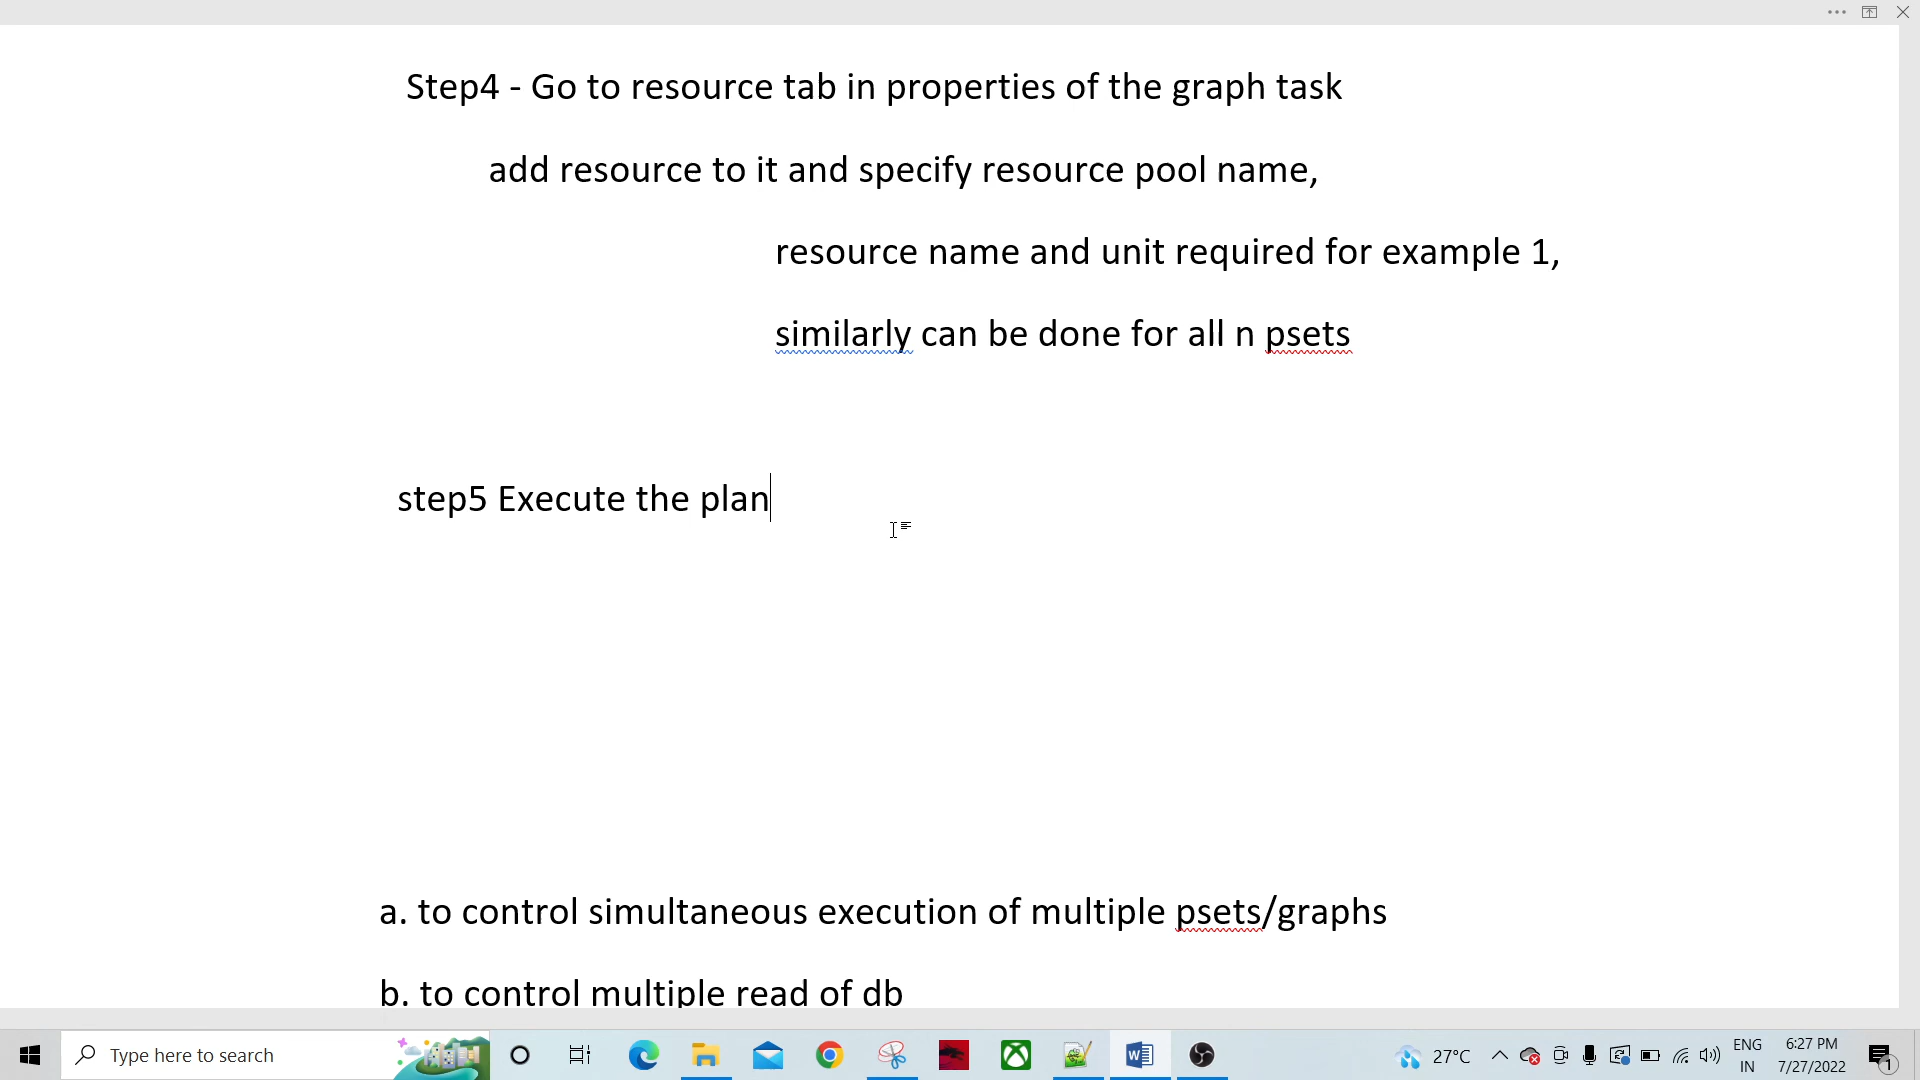 Step4 - Go to resource tab in properties of the graph task
add resource to it and specify resource pool name,
resource name and unit required for example 1,
similarly can be done for all n psets
step5 Execute the plan
a. to control simultaneous execution of multiple psets/graphs
b. to control multiple read of db
Type here to search
27°C
ENG
IN
6:27 PM
7/27/2022
1